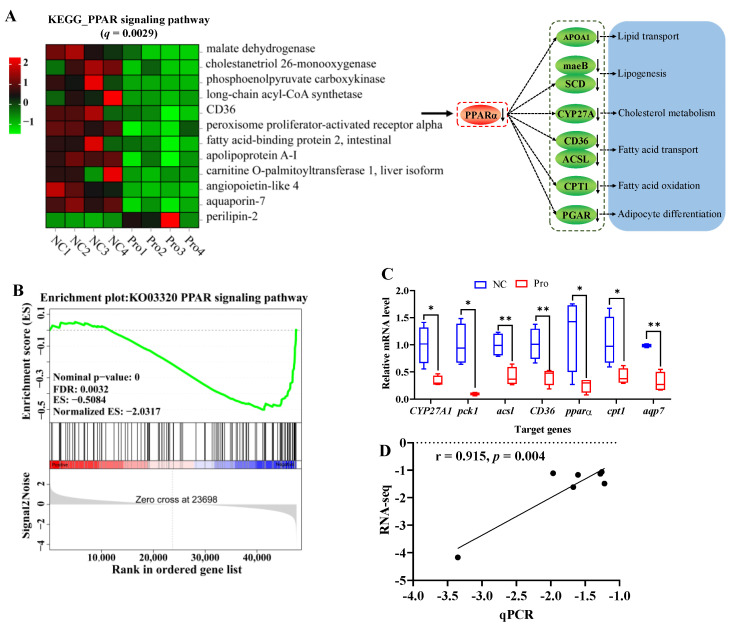 A
KEGG_PPAR signaling pathway
(q = 0.0029)
2
1
0
−1
malate dehydrogenase
cholestanetriol 26-monooxygenase
phosphoenolpyruvate carboxykinase
long-chain acyl-CoA synthetase
CD36
peroxisome proliferator-activated receptor alpha
fatty acid-binding protein 2, intestinal
apolipoprotein A-I
carnitine O-palmitoyltransferase 1, liver isoform
angiopoietin-like 4
aquaporin-7
perilipin-2
NC1 NC2 NC3 NC4 Pro1 Pro2 Pro3 Pro4
PPARα
APOA1 Lipid transport
maeB
SCD
Lipogenesis
CYP27A Cholesterol metabolism
CD36
ACSL
Fatty acid transport
CPT1 Fatty acid oxidation
PGAR Adipocyte differentiation
B
Enrichment plot:KO03320 PPAR signaling pathway
Enrichment score (ES)
0.1
−0.1
−0.3
−0.5
Nominal p-value: 0
FDR: 0.0032
ES: −0.5084
Normalized ES: −2.0317
Signal2Noise
2
0
−2
−4
Zero cross at 23698
10,000 20,000 30,000 40,000
Rank in ordered gene list
C
NC Pro
Relative mRNA level
2.0
1.5
1.0
0.5
0.0
* * ** ** * * **
CYP27A1 pck1 acsl CD36 pparα cpt1 aqp7
Target genes
D
r = 0.915, p = 0.004
RNA-seq
0
-1
-2
-3
-4
-5
-4.0 -3.5 -3.0 -2.5 -2.0 -1.5 -1.0
qPCR